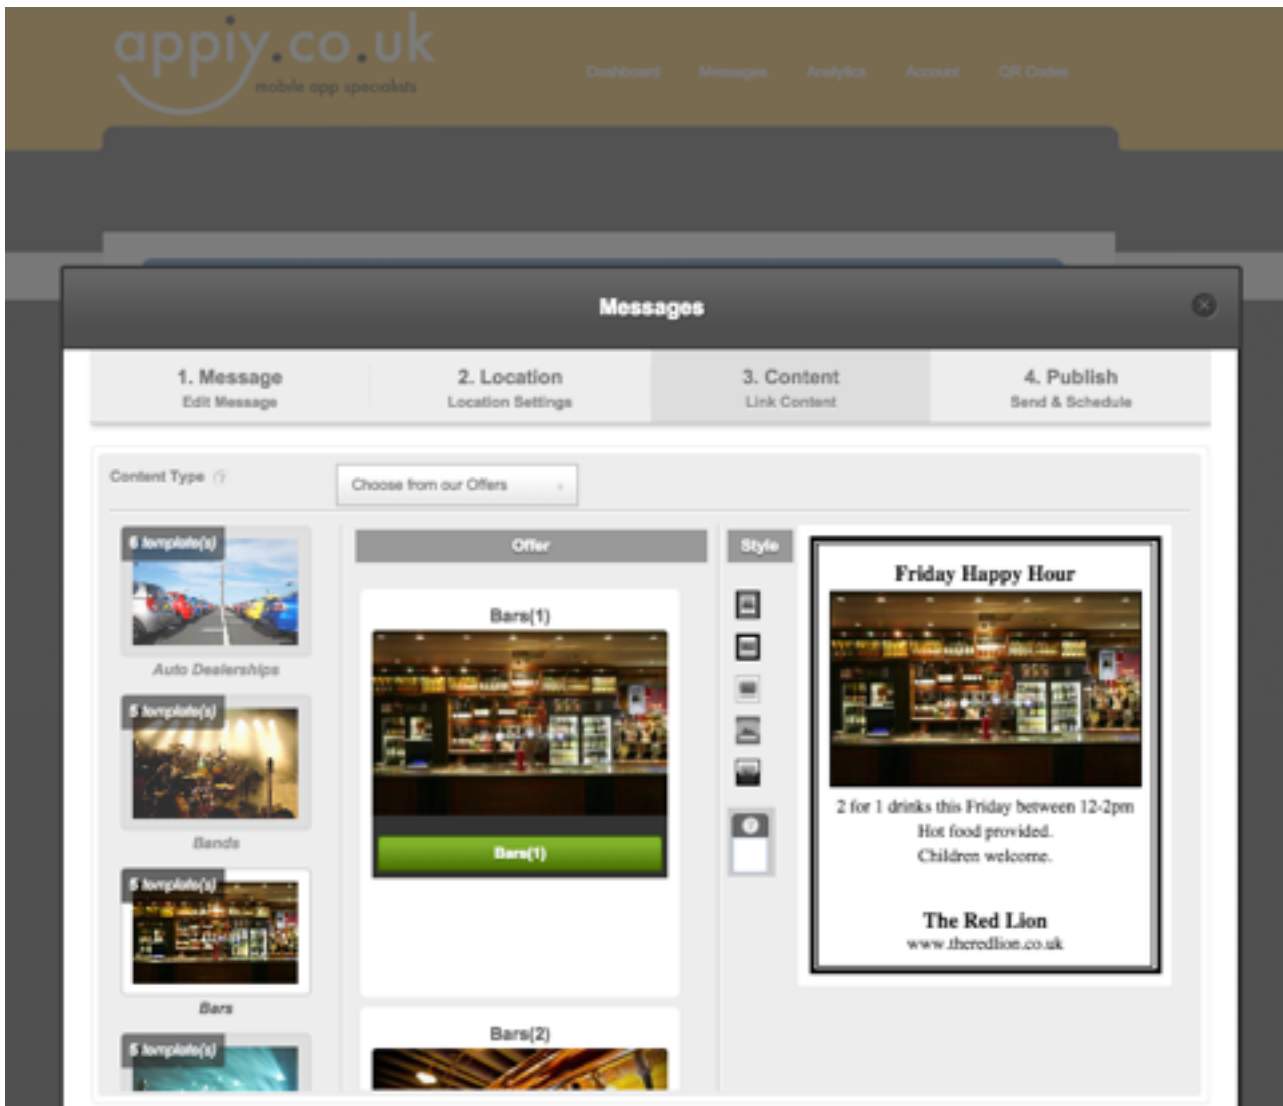 appiy.co.uk
mobile app specialists
Dashboard Messages Analytics Account QR Codes
Messages
1. Message
Edit Message
2. Location
Location Settings
3. Content
Link Content
4. Publish
Send & Schedule
Content Type
Choose from our Offers
6 template(s)
Auto Dealerships
5 template(s)
Bands
5 template(s)
Bars
5 template(s)
Offer
Bars(1)
Bars(1)
Bars(2)
Style
Friday Happy Hour
2 for 1 drinks this Friday between 12-2pm
Hot food provided.
Children welcome.
The Red Lion
www.theredlion.co.uk